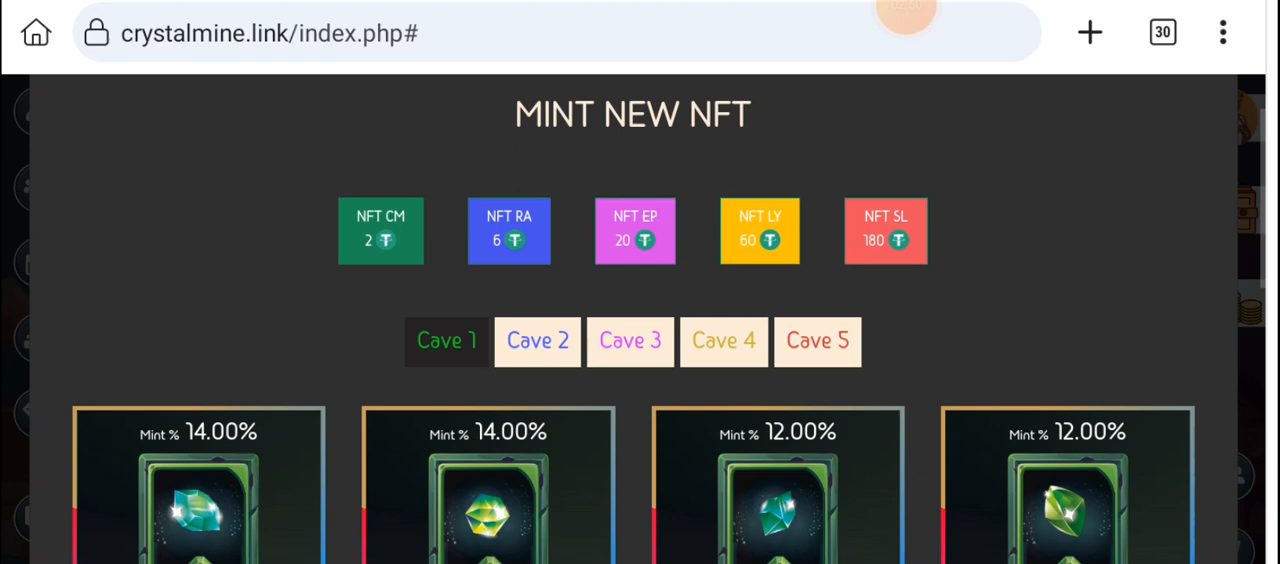 crystalmine.link/index.php#
30
MINT NEW NFT
NFT CM
2
NFT RA
6
NFT EP
20
NFT LY
60
NFT SL
180
Cave 1
Cave 2
Cave 3
Cave 4
Cave 5
Mint % 14.00%
Mint % 14.00%
Mint % 12.00%
Mint % 12.00%